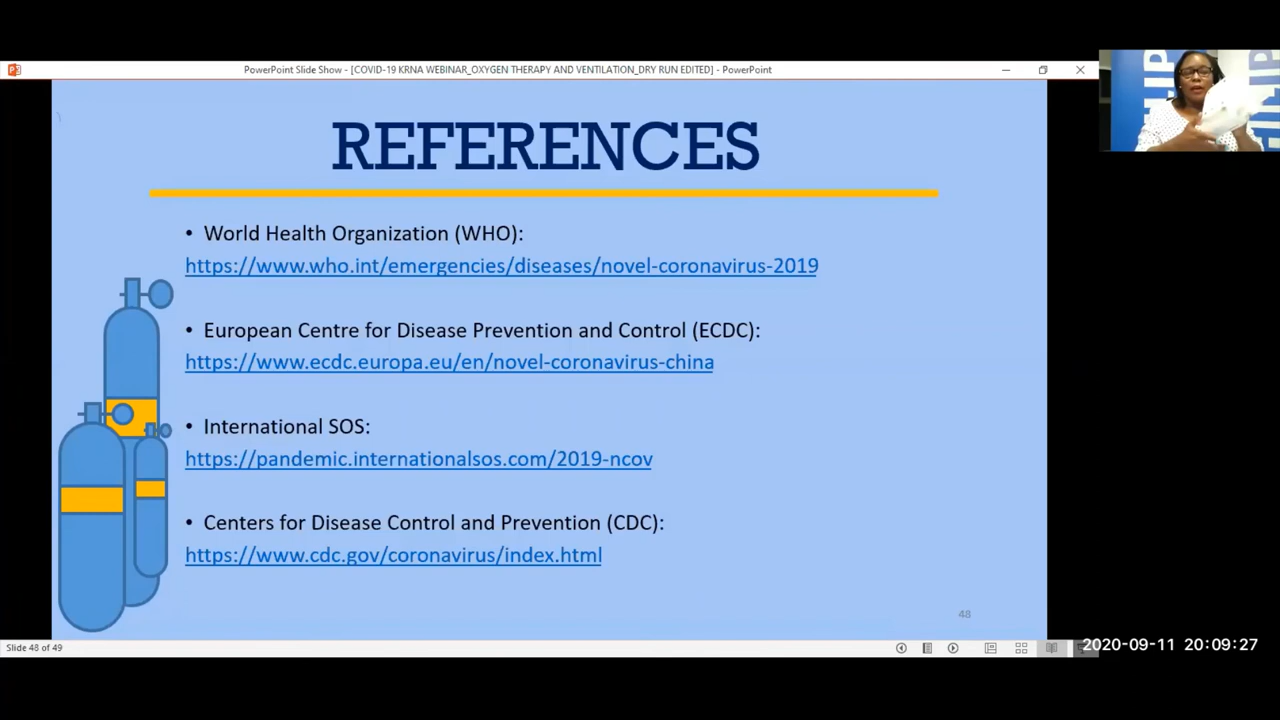 PowerPoint Slide Show - [COVID-19 KRNA WEBINAR_OXYGEN THERAPY AND VENTILATION_DRY RUN EDITED] - PowerPoint
REFERENCES
• World Health Organization (WHO):
https://www.who.int/emergencies/diseases/novel-coronavirus-2019
• European Centre for Disease Prevention and Control (ECDC):
https://www.ecdc.europa.eu/en/novel-coronavirus-china
• International SOS:
https://pandemic.internationalsos.com/2019-ncov
• Centers for Disease Control and Prevention (CDC):
https://www.cdc.gov/coronavirus/index.html
48
Slide 48 of 49
2020-09-11 20:09:27